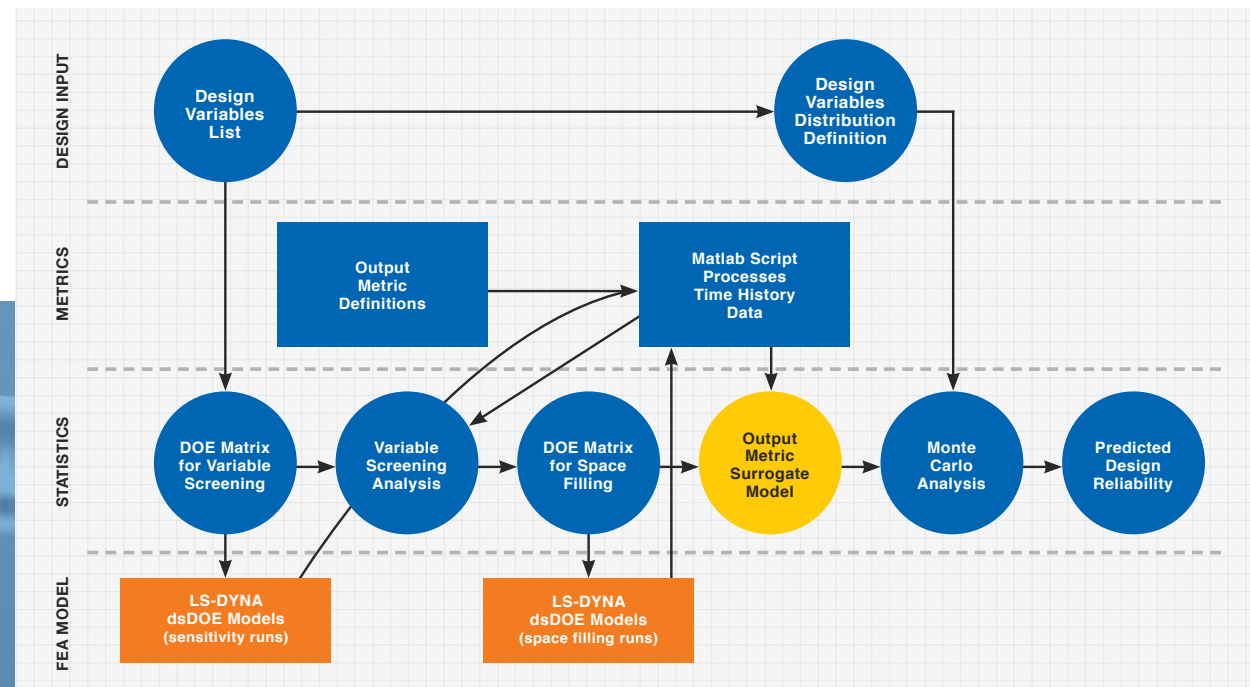 DESIGN INPUT
Design
Variables
List
Design
Variables
Distribution
Definition
METRICS
Output
Metric
Definitions
Matlab Script
Processes
Time History
Data
STATISTICS
DOE Matrix
for Variable
Screening
Variable
Screening
Analysis
DOE Matrix
for Space
Filling
Output
Metric
Surrogate
Model
Monte
Carlo
Analysis
Predicted
Design
Reliability
FEA MODEL
LS-DYNA
dsDOE Models
(sensitivity runs)
LS-DYNA
dsDOE Models
(space filling runs)